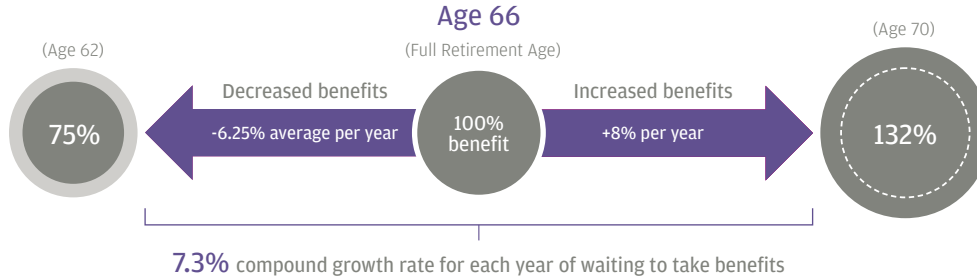 Age 66
(Age 62)
(Full Retirement Age)
(Age 70)
Decreased benefits
Increased benefits
75%
-6.25% average per year
100%
benefit
+8% per year
132%
7.3% compound growth rate for each year of waiting to take benefits